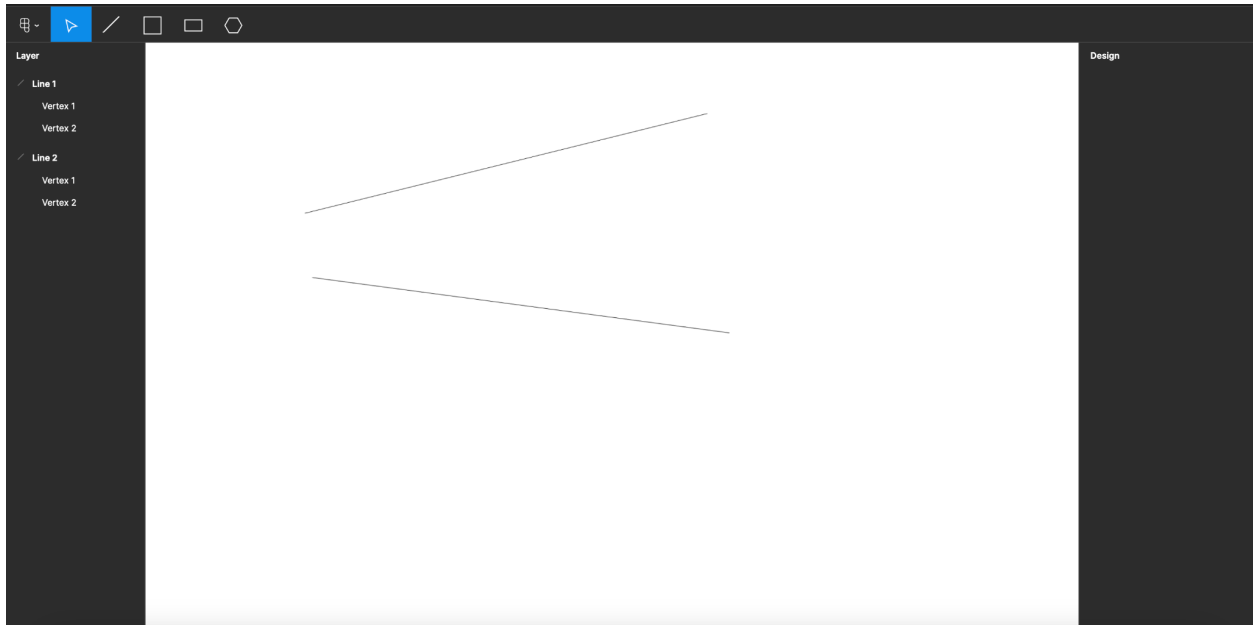 Layer
Line 1
Vertex 1
Vertex 2
Line 2
Vertex 1
Vertex 2
Design